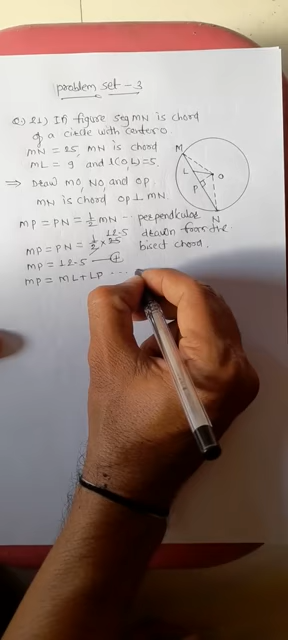 problem set - 3
Q.) 21) If figure seg MN is chord
of a circle with center O.
MN = 25, MN is chord
ML = 9 and l(O,L)=5.
⇒ Draw MO, NO, and OP.
MN is chord OP ⊥ MN.
MP = PN = 1/2 MN ... perpendicular
drawn from the
bisect chord.
MP = PN = 1/2 × 25 12.5
MP = 12.5 — ①
MP = ML + LP ...
M
L
O
P
N